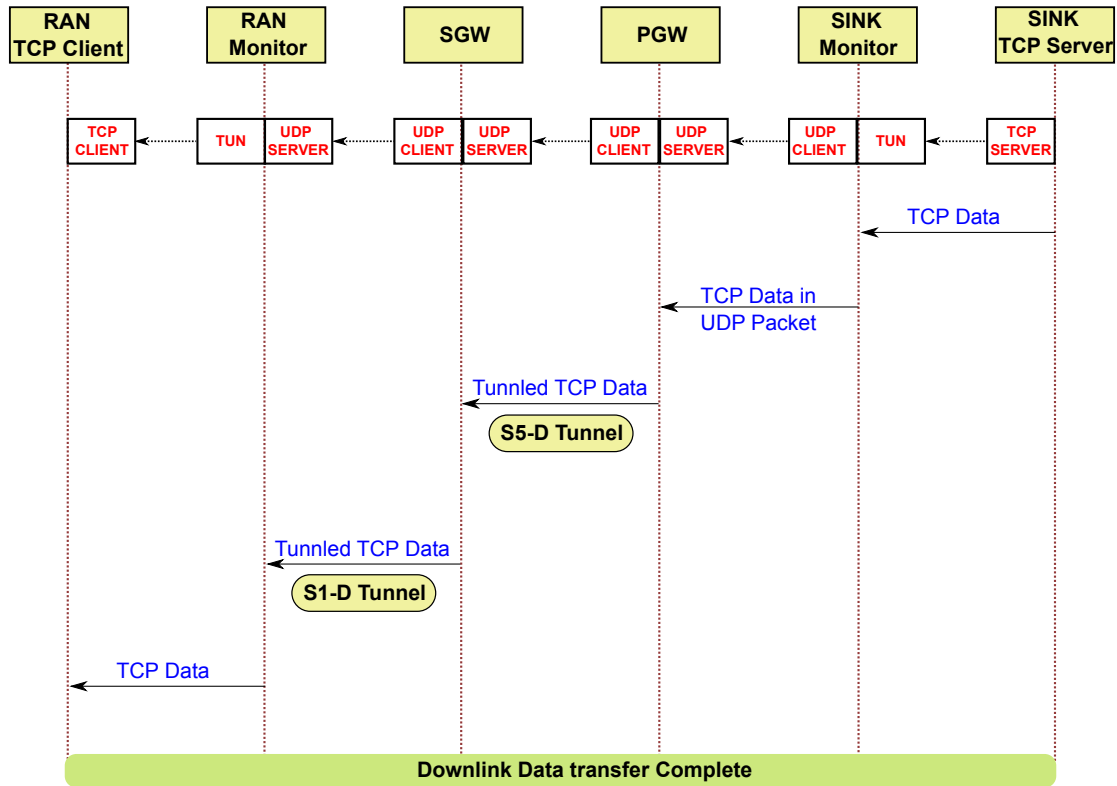 RAN
TCP Client
RAN
Monitor
SGW
PGW
SINK
Monitor
SINK
TCP Server
TCP
CLIENT
TUN
UDP
SERVER
UDP
CLIENT
UDP
SERVER
UDP
CLIENT
UDP
SERVER
UDP
CLIENT
TUN
TCP
SERVER
TCP Data
TCP Data in
UDP Packet
Tunnled TCP Data
S5-D Tunnel
Tunnled TCP Data
S1-D Tunnel
TCP Data
Downlink Data transfer Complete